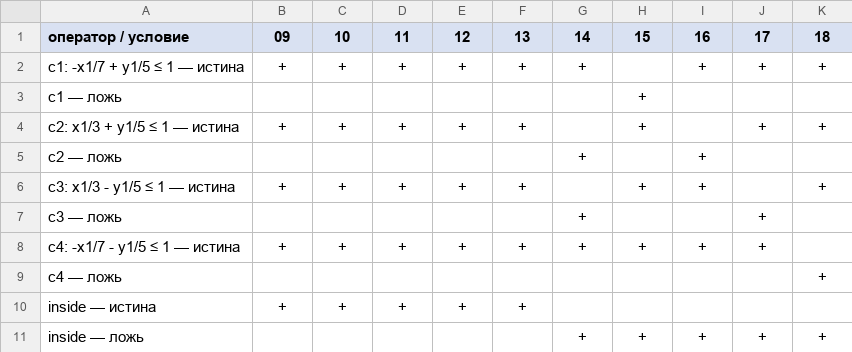 A B C D E F G H I J K
1 оператор / условие 09 10 11 12 13 14 15 16 17 18
2 c1: -x1/7 + y1/5 ≤ 1 — истина + + + + + + + + +
3 c1 — ложь +
4 c2: x1/3 + y1/5 ≤ 1 — истина + + + + + + + +
5 c2 — ложь + +
6 c3: x1/3 - y1/5 ≤ 1 — истина + + + + + + + +
7 c3 — ложь + +
8 c4: -x1/7 - y1/5 ≤ 1 — истина + + + + + + + + +
9 c4 — ложь +
10 inside — истина + + + + +
11 inside — ложь + + + + +